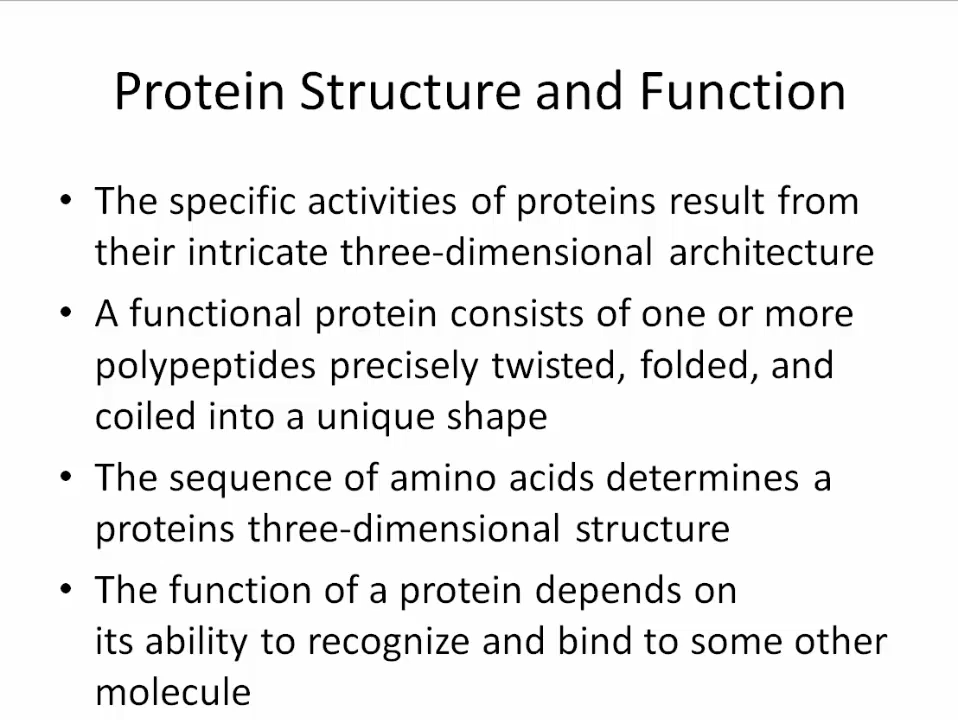 Protein Structure and Function
• The specific activities of proteins result from
their intricate three-dimensional architecture
• A functional protein consists of one or more
polypeptides precisely twisted, folded, and
coiled into a unique shape
• The sequence of amino acids determines a
proteins three-dimensional structure
• The function of a protein depends on
its ability to recognize and bind to some other
molecule